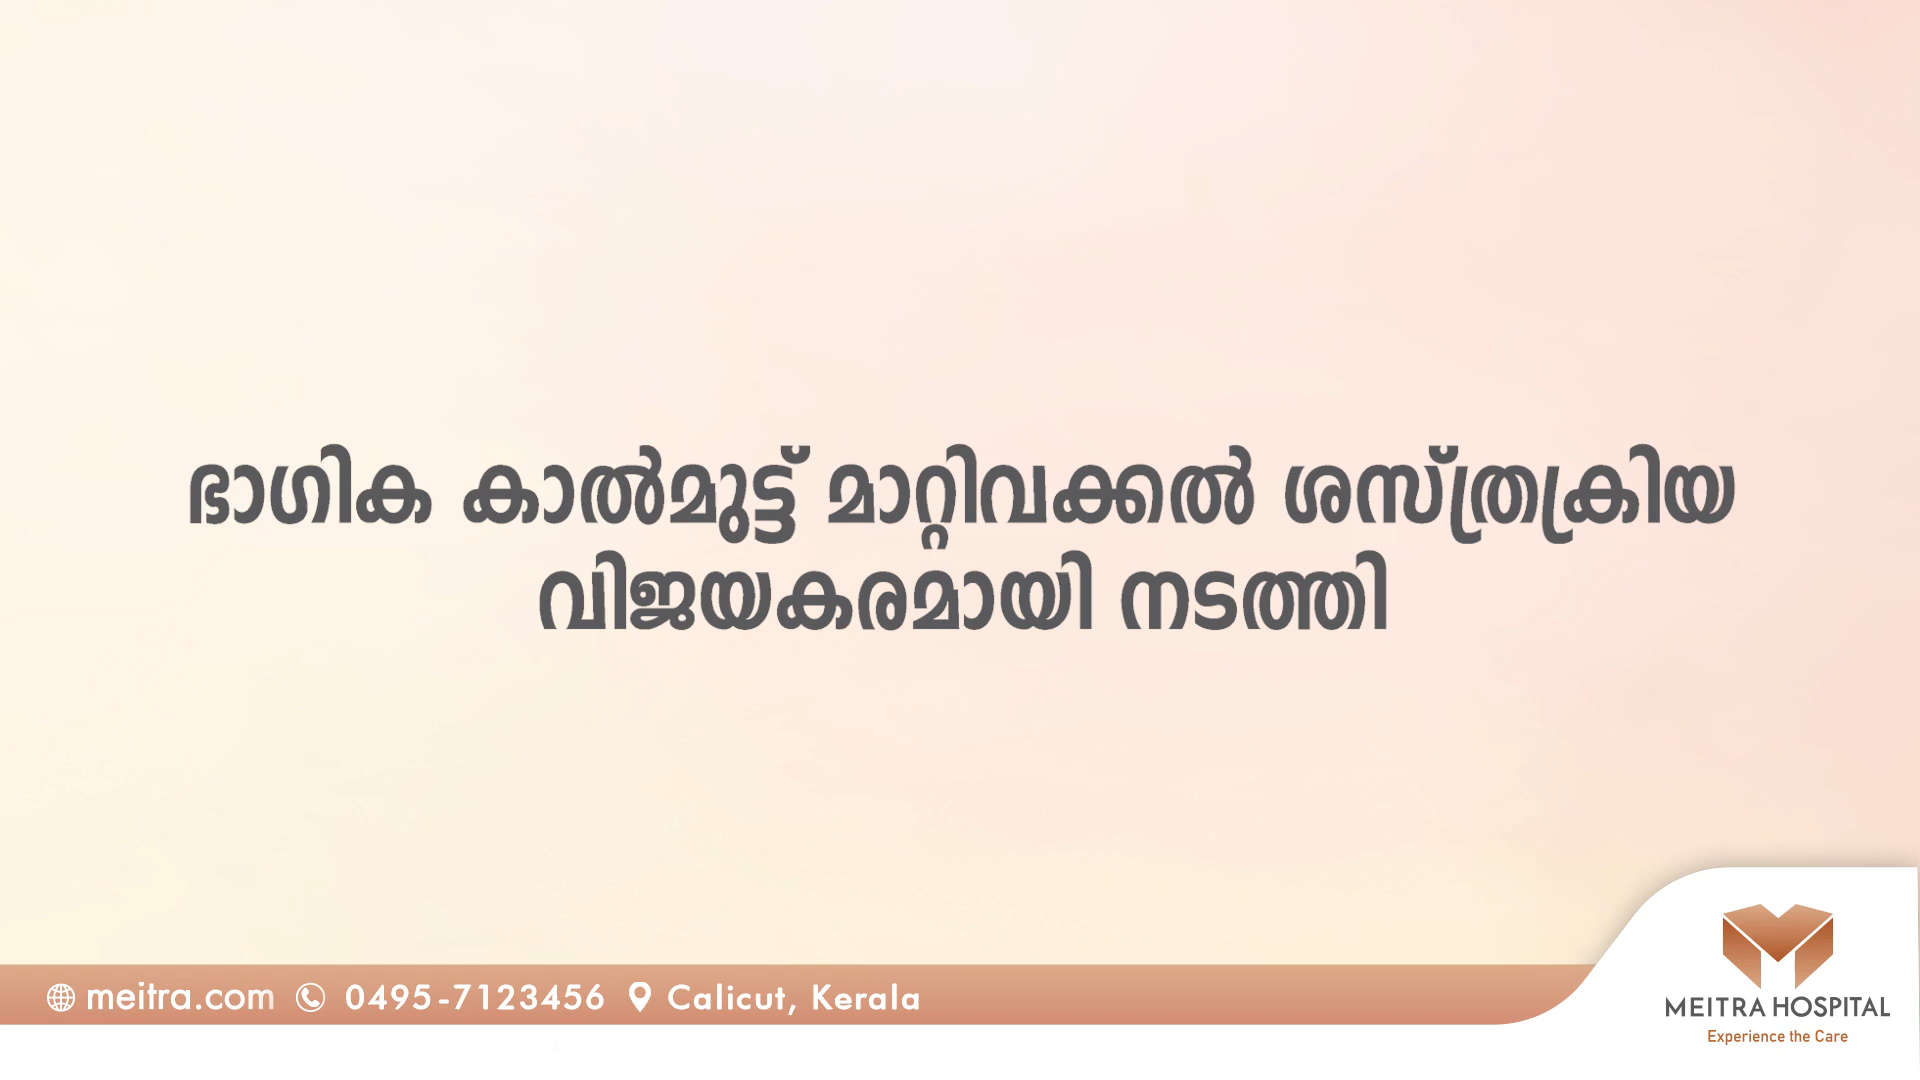 ഭാഗിക കാൽമുട്ട് മാറ്റിവക്കൽ ശസ്ത്രക്രിയ
വിജയകരമായി നടത്തി
meitra.com 0495-7123456 Calicut, Kerala
MEITRA HOSPITAL
Experience the Care